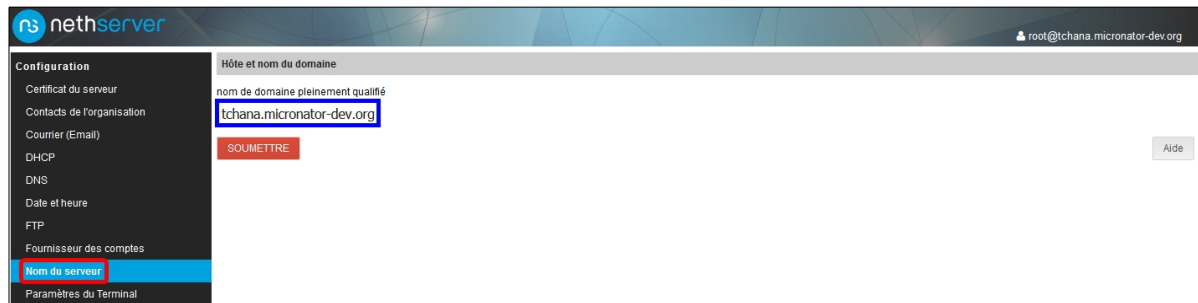 ns nethserver
root@tchana.micronator-dev.org
Configuration
Certificat du serveur
Contacts de l'organisation
Courrier (Email)
DHCP
DNS
Date et heure
FTP
Fournisseur des comptes
Nom du serveur
Paramètres du Terminal
Hôte et nom du domaine
nom de domaine pleinement qualifié
tchana.micronator-dev.org
SOUMETTRE
Aide